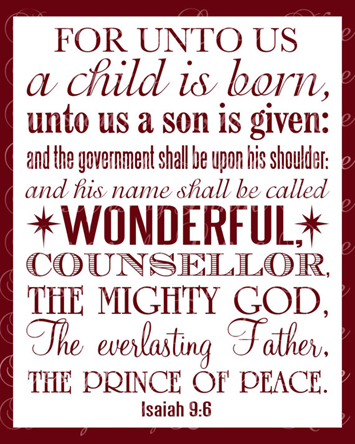 FOR UNTO US
a child is born,
unto us a son is given:
and the government shall be upon his shoulder:
and his name shall be called
WONDERFUL,
COUNSELLOR,
THE MIGHTY GOD,
The everlasting Father,
THE PRINCE OF PEACE.
Isaiah 9:6